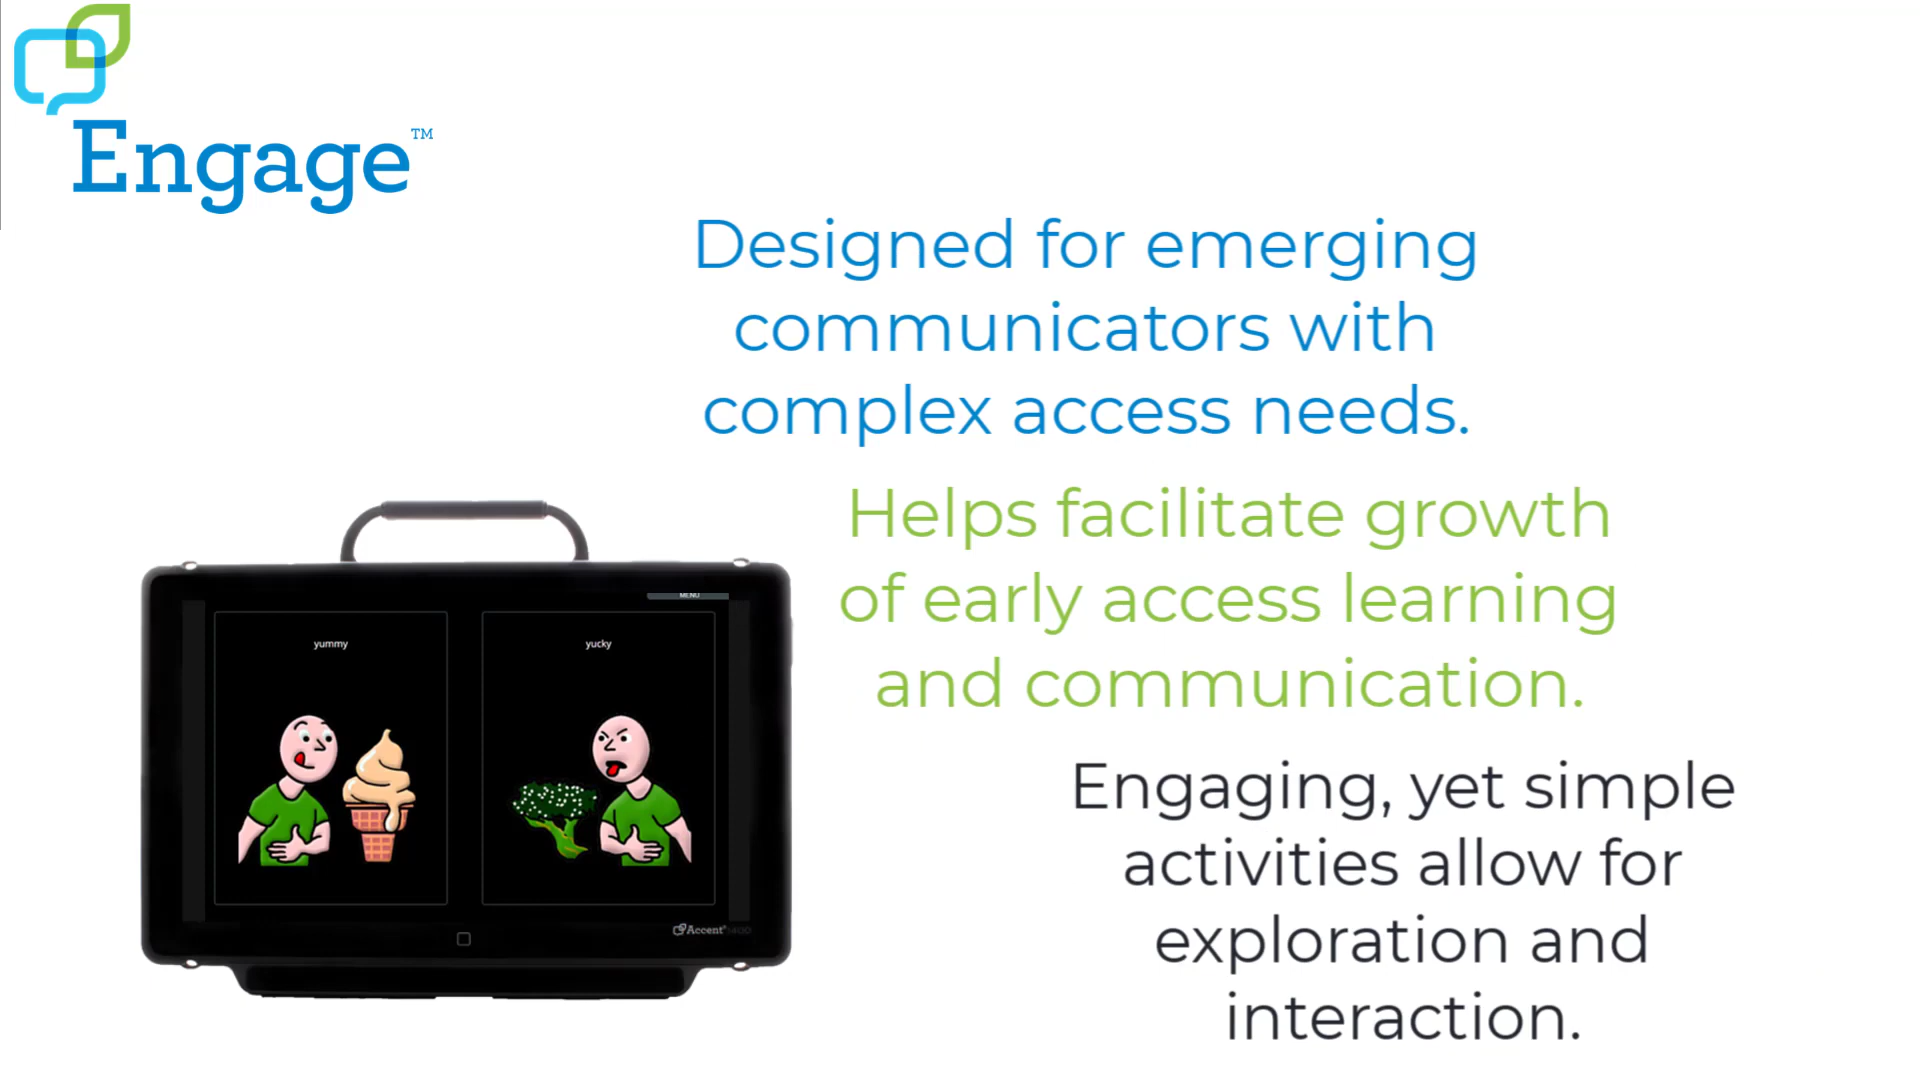 Engage™
Designed for emerging
communicators with
complex access needs.
Helps facilitate growth
of early access learning
and communication.
Engaging, yet simple
activities allow for
exploration and
interaction.
MENU
yummy
yucky
Accent® 1400